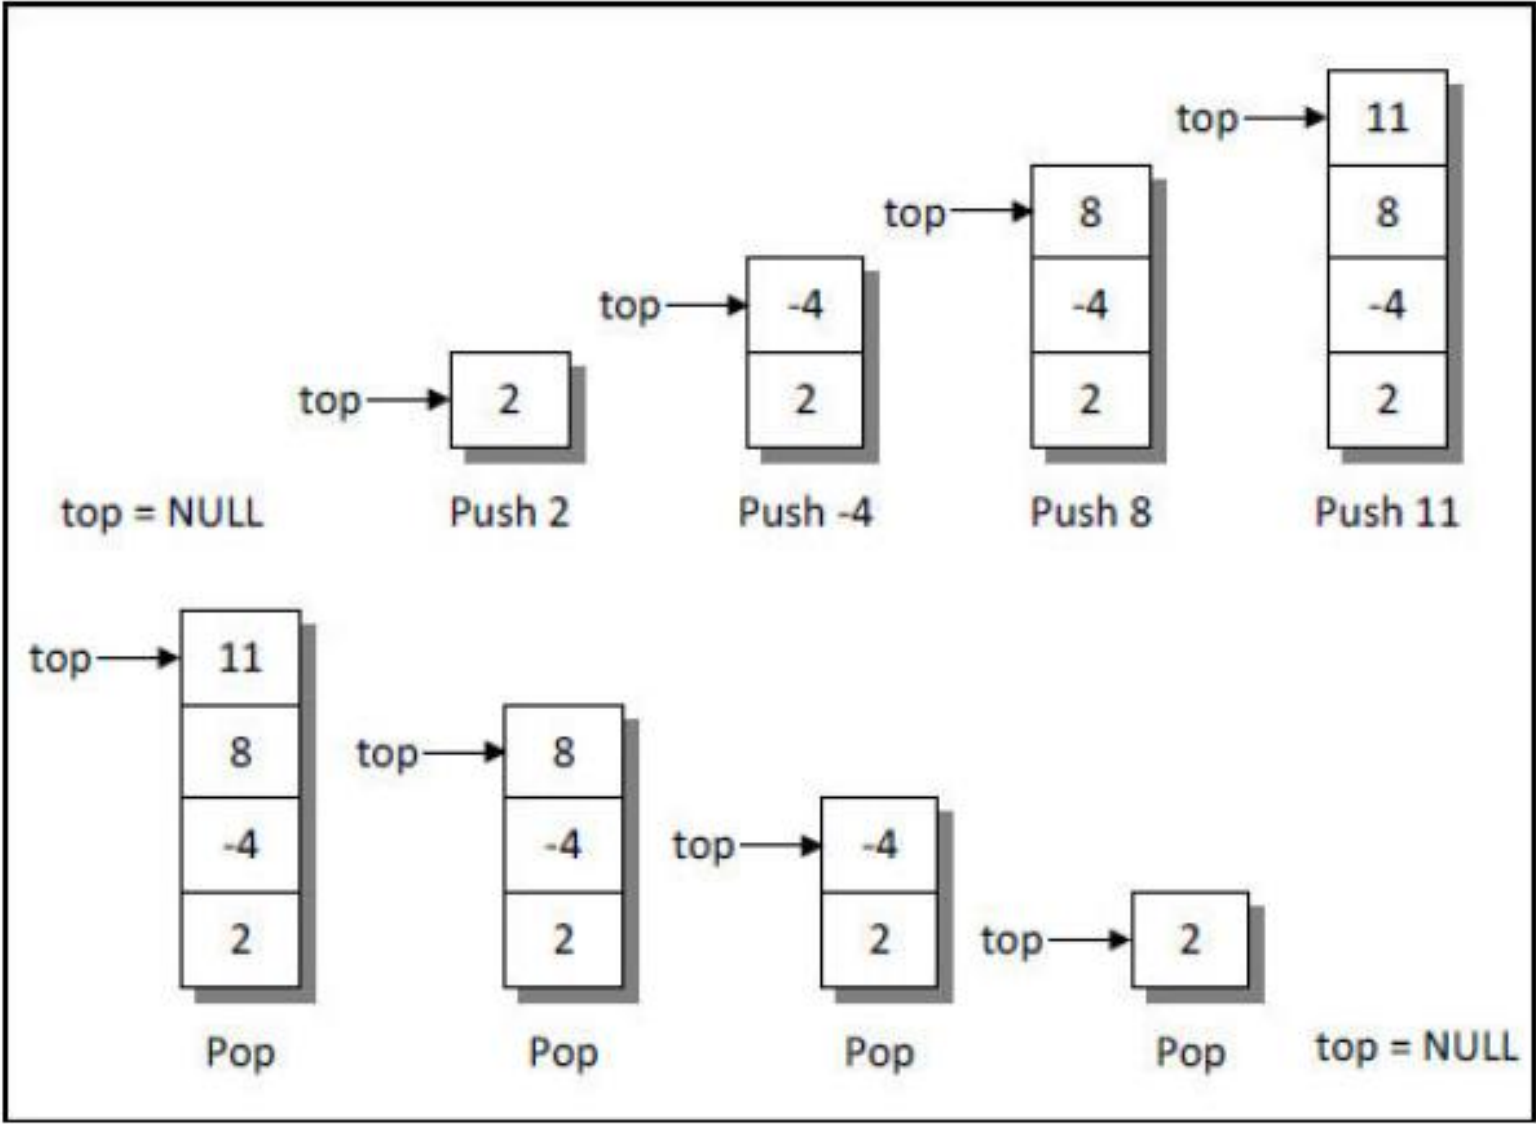 top 11
top 8 8
top -4 -4 -4
top 2 2 2 2
top = NULL Push 2 Push -4 Push 8 Push 11
top 11
8 top 8
-4 -4 top -4
2 2 2 top 2
Pop Pop Pop Pop top = NULL